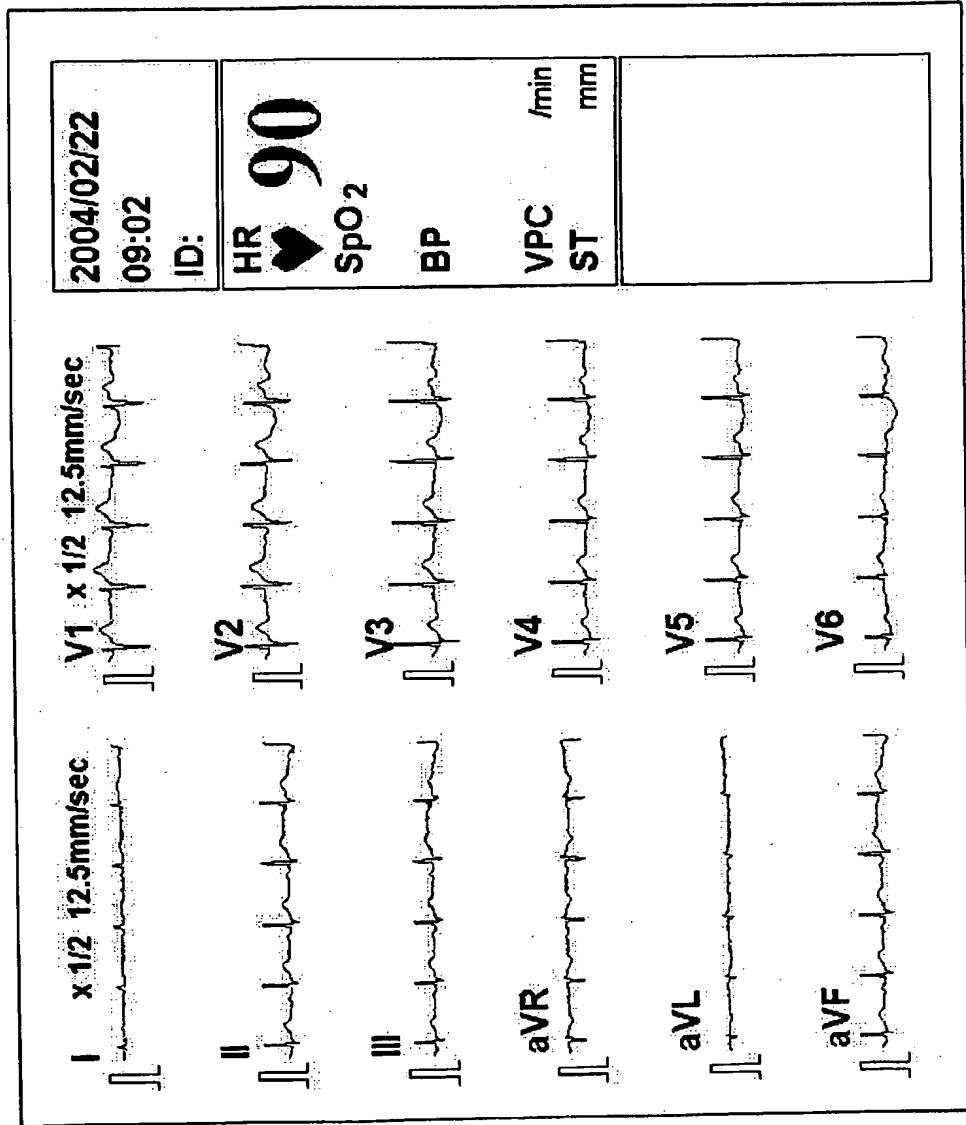 2004/02/22
09:02
ID:
HR
♥ 90
SpO₂
BP
VPC /min
ST mm
I x 1/2 12.5mm/sec
II
III
aVR
aVL
aVF
V1 x 1/2 12.5mm/sec
V2
V3
V4
V5
V6